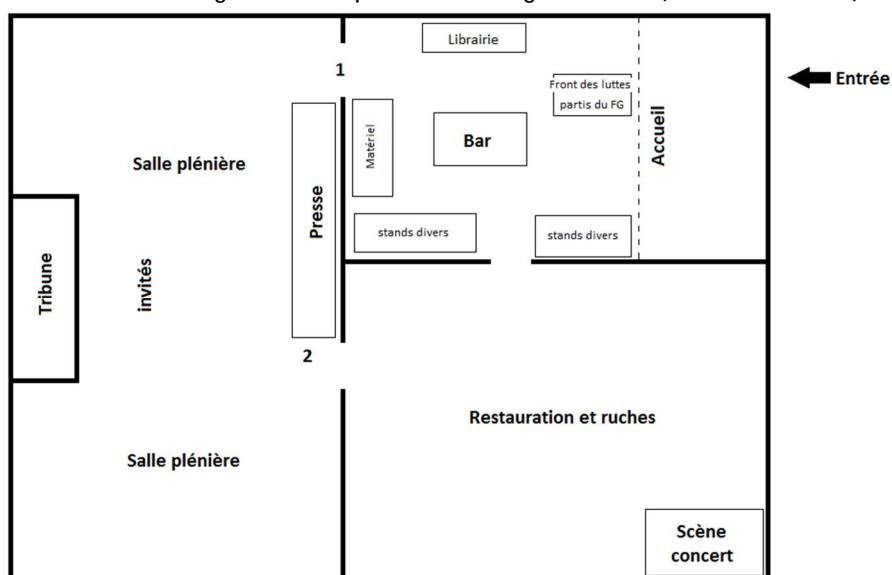 Librairie
1
Entrée
Front des luttes
partis du FG
Matériel
Bar
Accueil
Salle plénière
Presse
stands divers
stands divers
Tribune
invités
2
Restauration et ruches
Salle plénière
Scène
concert